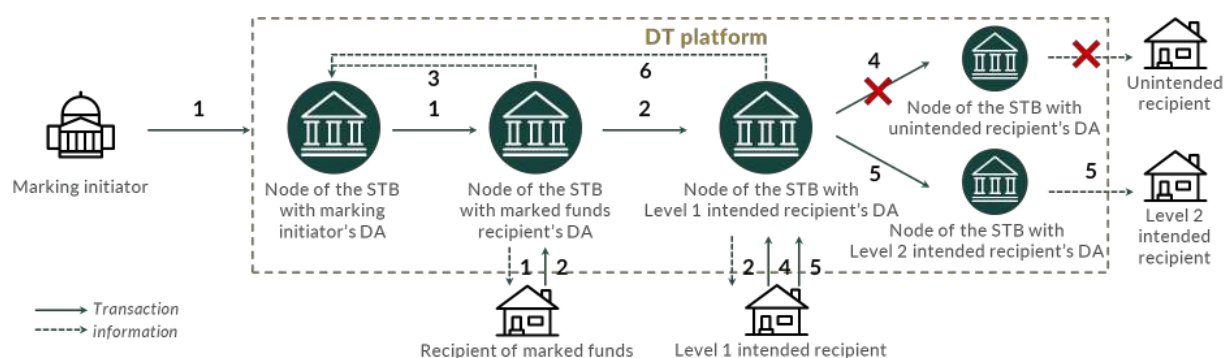 DT platform
1
3
1
6
2
4
5
5
Marking initiator
Node of the STB
with marking
initiator's DA
Node of the STB
with marked funds
recipient's DA
Node of the STB with
Level 1 intended recipient's DA
Node of the STB with
unintended recipient's DA
Node of the STB with
Level 2 intended recipient's DA
Unintended
recipient
Level 2
intended
recipient
1
2
2
4
5
Transaction
information
Recipient of marked funds
Level 1 intended recipient